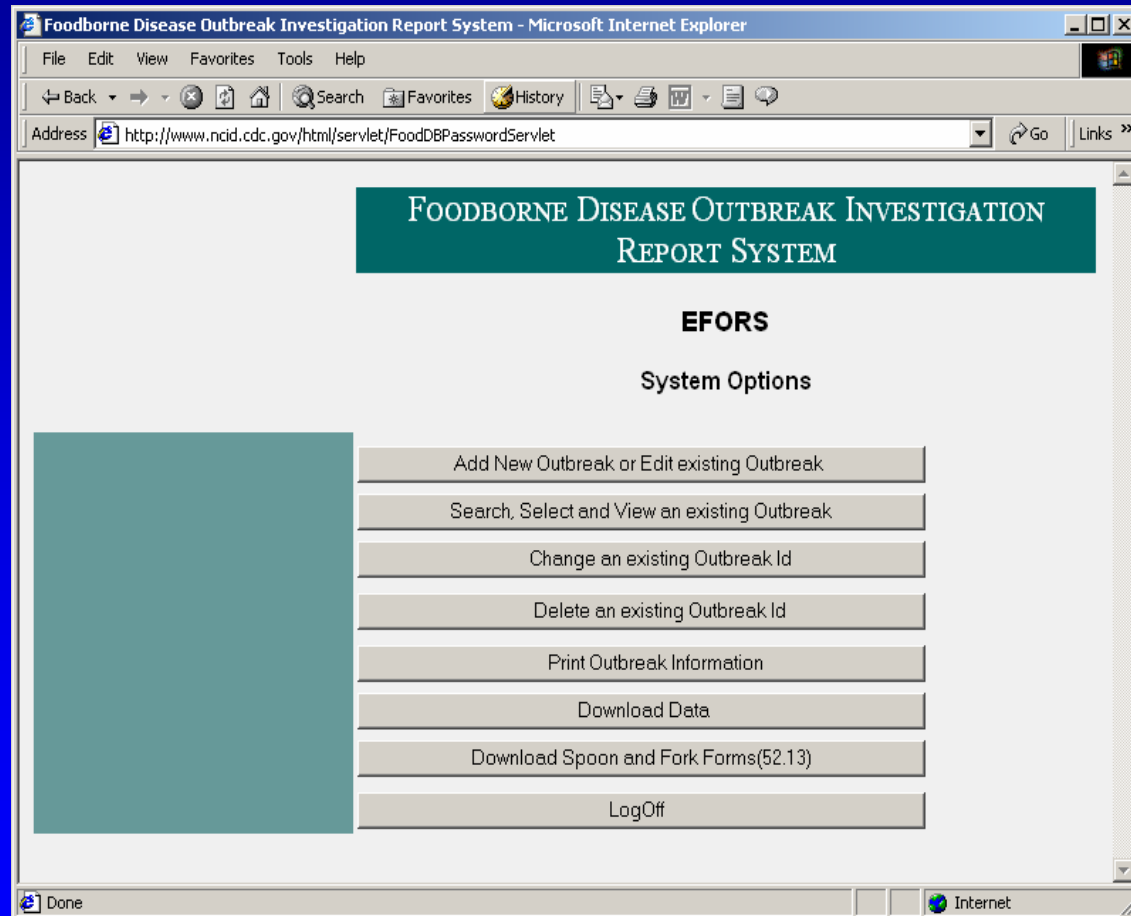 Foodborne Disease Outbreak Investigation Report System - Microsoft Internet Explorer
File Edit View Favorites Tools Help
Back Search Favorites History
Address http://www.ncid.cdc.gov/html/servlet/FoodDBPasswordServlet Go Links »
FOODBORNE DISEASE OUTBREAK INVESTIGATION
REPORT SYSTEM
EFORS
System Options
Add New Outbreak or Edit existing Outbreak
Search, Select and View an existing Outbreak
Change an existing Outbreak Id
Delete an existing Outbreak Id
Print Outbreak Information
Download Data
Download Spoon and Fork Forms(52.13)
LogOff
Done Internet